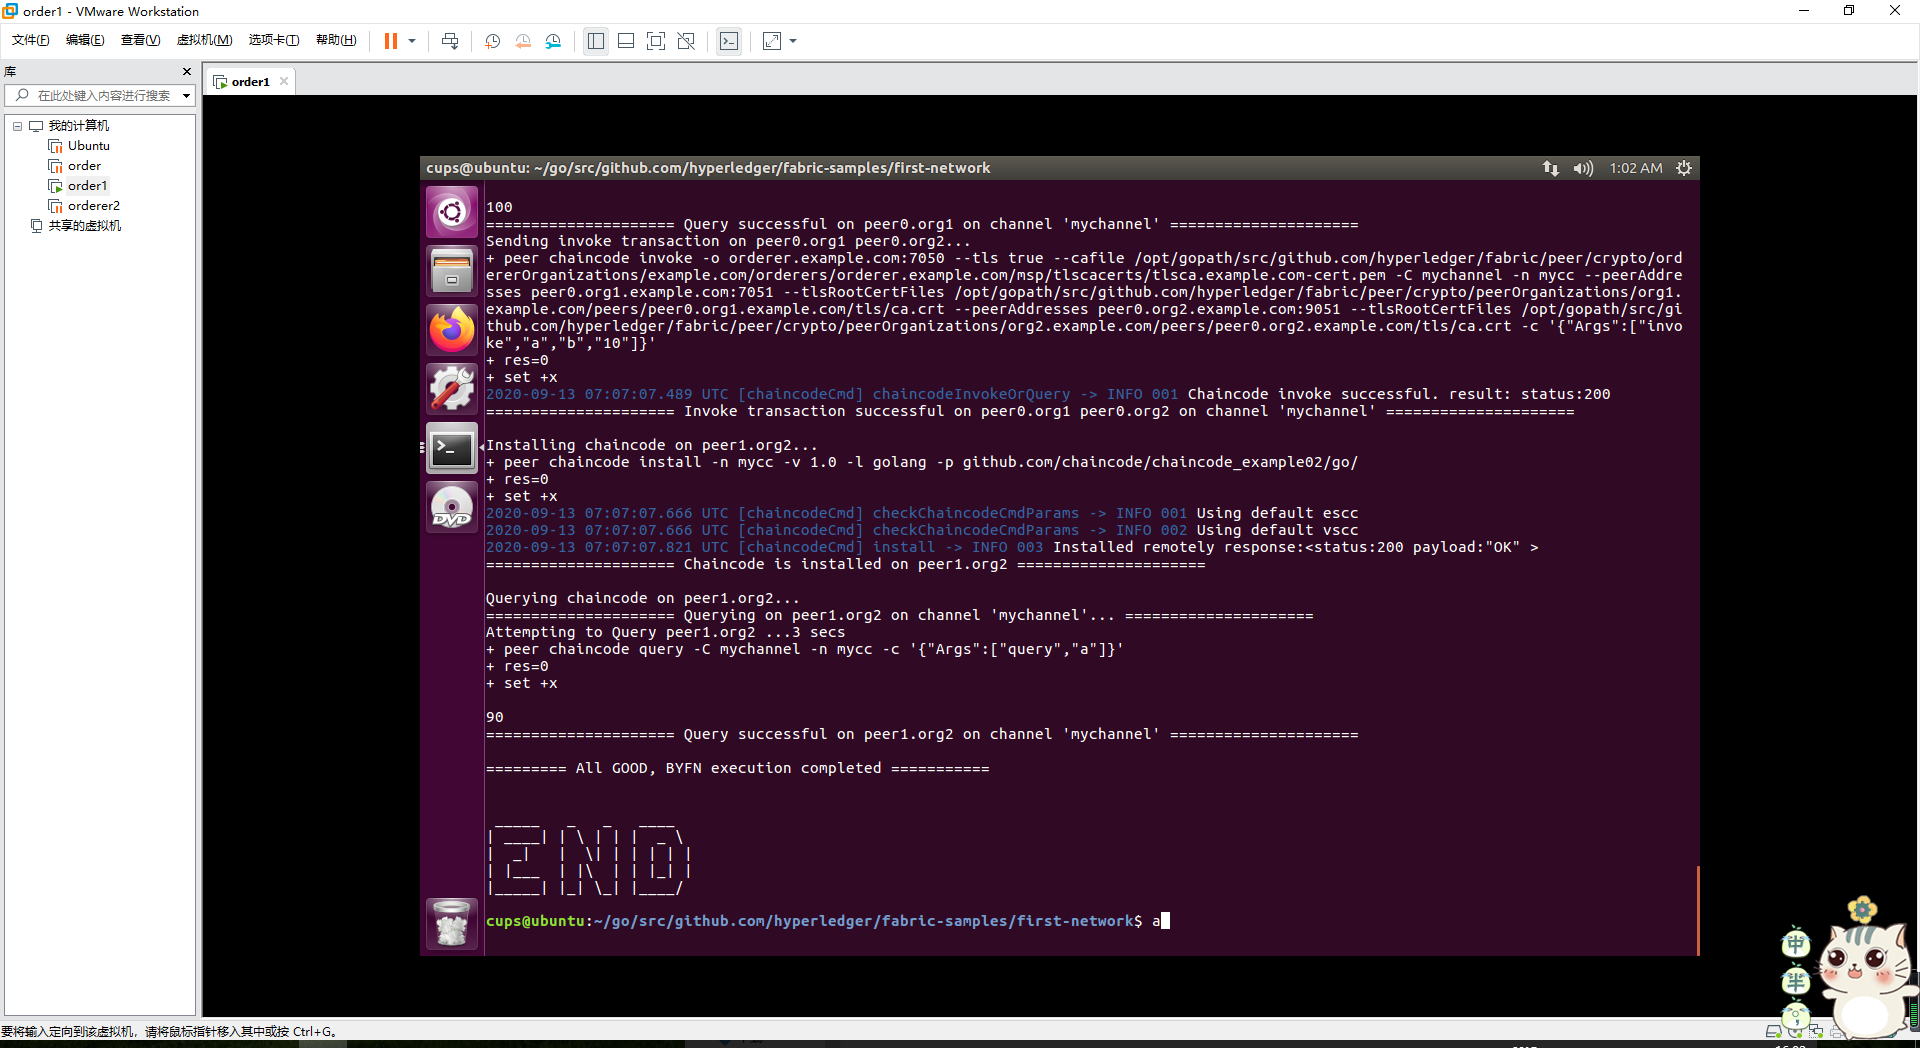 order1 - VMware Workstation
文件(F) 编辑(E) 查看(V) 虚拟机(M) 选项卡(T) 帮助(H)
库
在此处键入内容进行搜索
我的计算机
Ubuntu
order
order1
orderer2
共享的虚拟机
order1
cups@ubuntu: ~/go/src/github.com/hyperledger/fabric-samples/first-network
1:02 AM
100
===================== Query successful on peer0.org1 on channel 'mychannel' =====================
Sending invoke transaction on peer0.org1 peer0.org2...
+ peer chaincode invoke -o orderer.example.com:7050 --tls true --cafile /opt/gopath/src/github.com/hyperledger/fabric/peer/crypto/ord
ererOrganizations/example.com/orderers/orderer.example.com/msp/tlscacerts/tlsca.example.com-cert.pem -C mychannel -n mycc --peerAddre
sses peer0.org1.example.com:7051 --tlsRootCertFiles /opt/gopath/src/github.com/hyperledger/fabric/peer/crypto/peerOrganizations/org1.
example.com/peers/peer0.org1.example.com/tls/ca.crt --peerAddresses peer0.org2.example.com:9051 --tlsRootCertFiles /opt/gopath/src/gi
thub.com/hyperledger/fabric/peer/crypto/peerOrganizations/org2.example.com/peers/peer0.org2.example.com/tls/ca.crt -c '{"Args":["invo
ke","a","b","10"]}'
+ res=0
+ set +x
2020-09-13 07:07:07.489 UTC [chaincodeCmd] chaincodeInvokeOrQuery -> INFO 001 Chaincode invoke successful. result: status:200
===================== Invoke transaction successful on peer0.org1 peer0.org2 on channel 'mychannel' =====================
Installing chaincode on peer1.org2...
+ peer chaincode install -n mycc -v 1.0 -l golang -p github.com/chaincode/chaincode_example02/go/
+ res=0
+ set +x
2020-09-13 07:07:07.666 UTC [chaincodeCmd] checkChaincodeCmdParams -> INFO 001 Using default escc
2020-09-13 07:07:07.666 UTC [chaincodeCmd] checkChaincodeCmdParams -> INFO 002 Using default vscc
2020-09-13 07:07:07.821 UTC [chaincodeCmd] install -> INFO 003 Installed remotely response:<status:200 payload:"OK" >
===================== Chaincode is installed on peer1.org2 =====================
Querying chaincode on peer1.org2...
===================== Querying on peer1.org2 on channel 'mychannel'... =====================
Attempting to Query peer1.org2 ...3 secs
+ peer chaincode query -C mychannel -n mycc -c '{"Args":["query","a"]}'
+ res=0
+ set +x
90
===================== Query successful on peer1.org2 on channel 'mychannel' =====================
========= All GOOD, BYFN execution completed ===========
END
cups@ubuntu:~/go/src/github.com/hyperledger/fabric-samples/first-network$ a
DVD
中
半
要将输入定向到该虚拟机，请将鼠标指针移入其中或按 Ctrl+G。